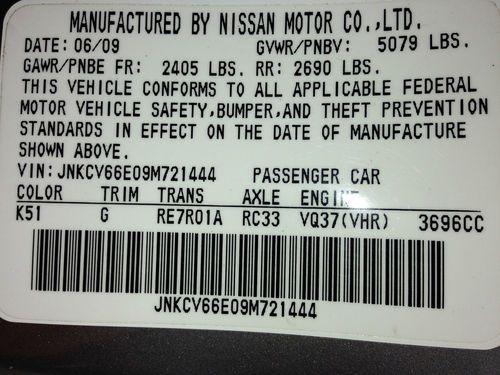 MANUFACTURED BY NISSAN MOTOR CO.,LTD.
DATE: 06/09 GVWR/PNBV: 5079 LBS.
GAWR/PNBE FR: 2405 LBS. RR: 2690 LBS.
THIS VEHICLE CONFORMS TO ALL APPLICABLE FEDERAL
MOTOR VEHICLE SAFETY,BUMPER,AND THEFT PREVENTION
STANDARDS IN EFFECT ON THE DATE OF MANUFACTURE
SHOWN ABOVE.
VIN:JNKCV66E09M721444 PASSENGER CAR
COLOR TRIM TRANS AXLE ENGINE
K51 G RE7R01A RC33 VQ37(VHR) 3696CC
JNKCV66E09M721444